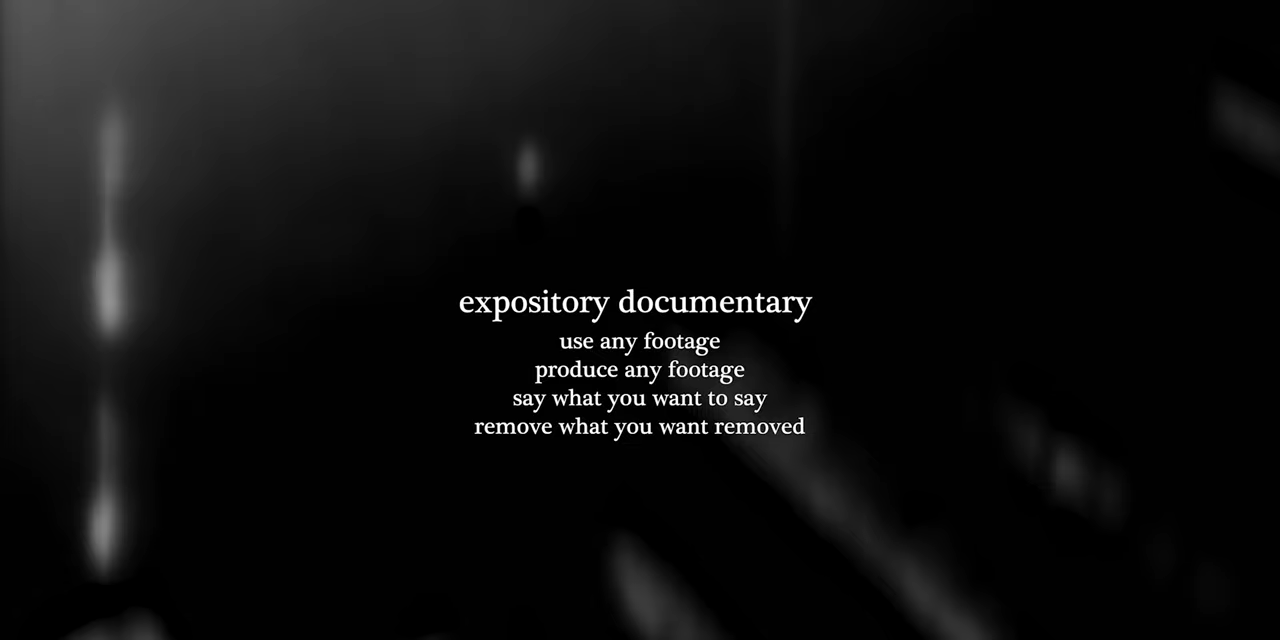 expository documentary
use any footage
produce any footage
say what you want to say
remove what you want removed